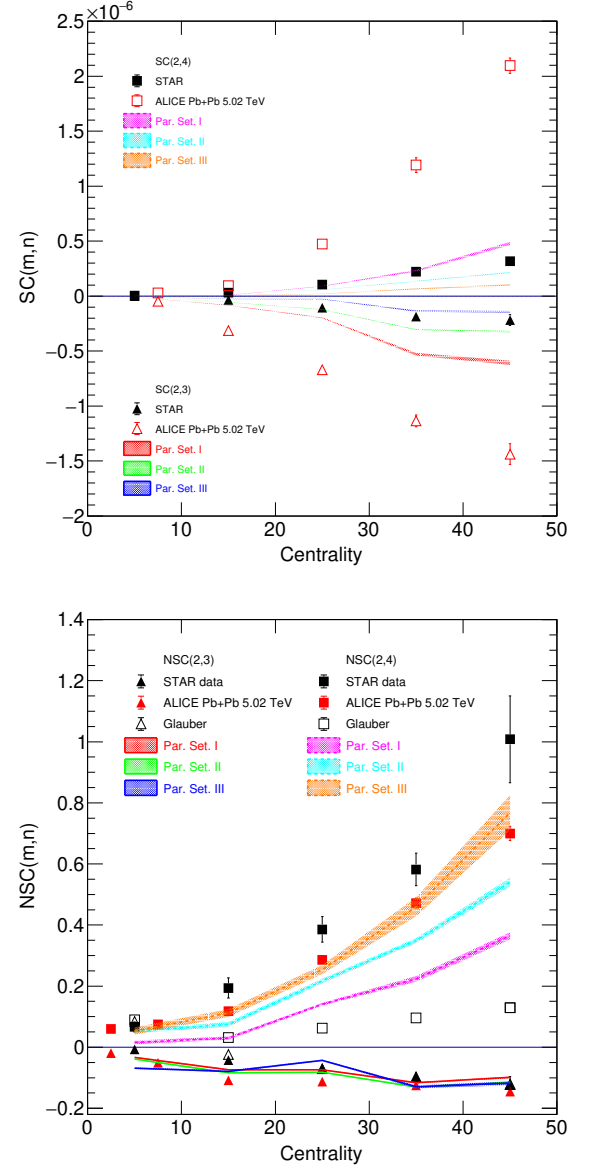 ×10⁻⁶
2.5
2
1.5
1
0.5
0
−0.5
−1
−1.5
−2
SC(m,n)
SC(2,4)
STAR
ALICE Pb+Pb 5.02 TeV
Par. Set. I
Par. Set. II
Par. Set. III
SC(2,3)
STAR
ALICE Pb+Pb 5.02 TeV
Par. Set. I
Par. Set. II
Par. Set. III
0 10 20 30 40 50
Centrality
1.4
1.2
1
0.8
0.6
0.4
0.2
0
−0.2
NSC(m,n)
NSC(2,3)
STAR data
ALICE Pb+Pb 5.02 TeV
Glauber
Par. Set. I
Par. Set. II
Par. Set. III
NSC(2,4)
STAR data
ALICE Pb+Pb 5.02 TeV
Glauber
Par. Set. I
Par. Set. II
Par. Set. III
0 10 20 30 40 50
Centrality